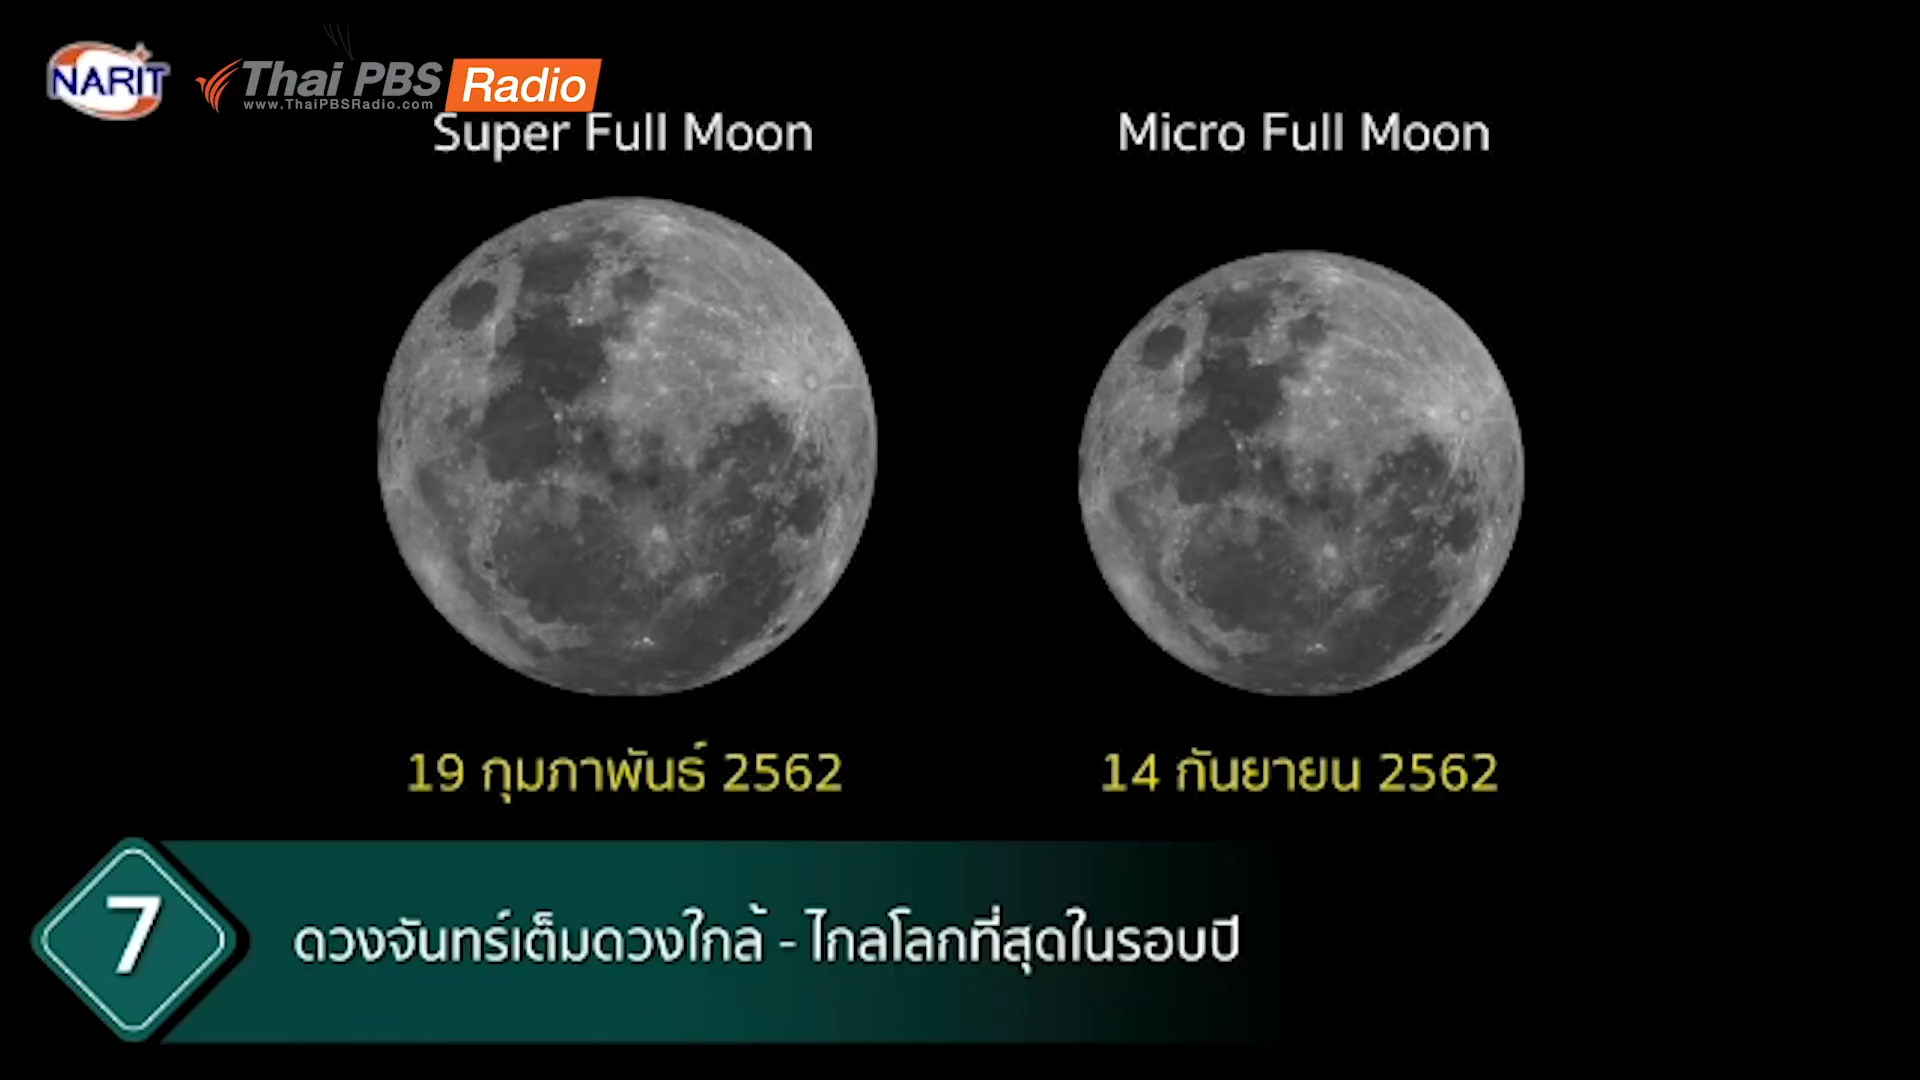 NARIT
Thai PBS Radio
www.ThaiPBSRadio.com
Super Full Moon
Micro Full Moon
19 กุมภาพันธ์ 2562
14 กันยายน 2562
7
ดวงจันทร์เต็มดวงใกล้ - ไกลโลกที่สุดในรอบปี